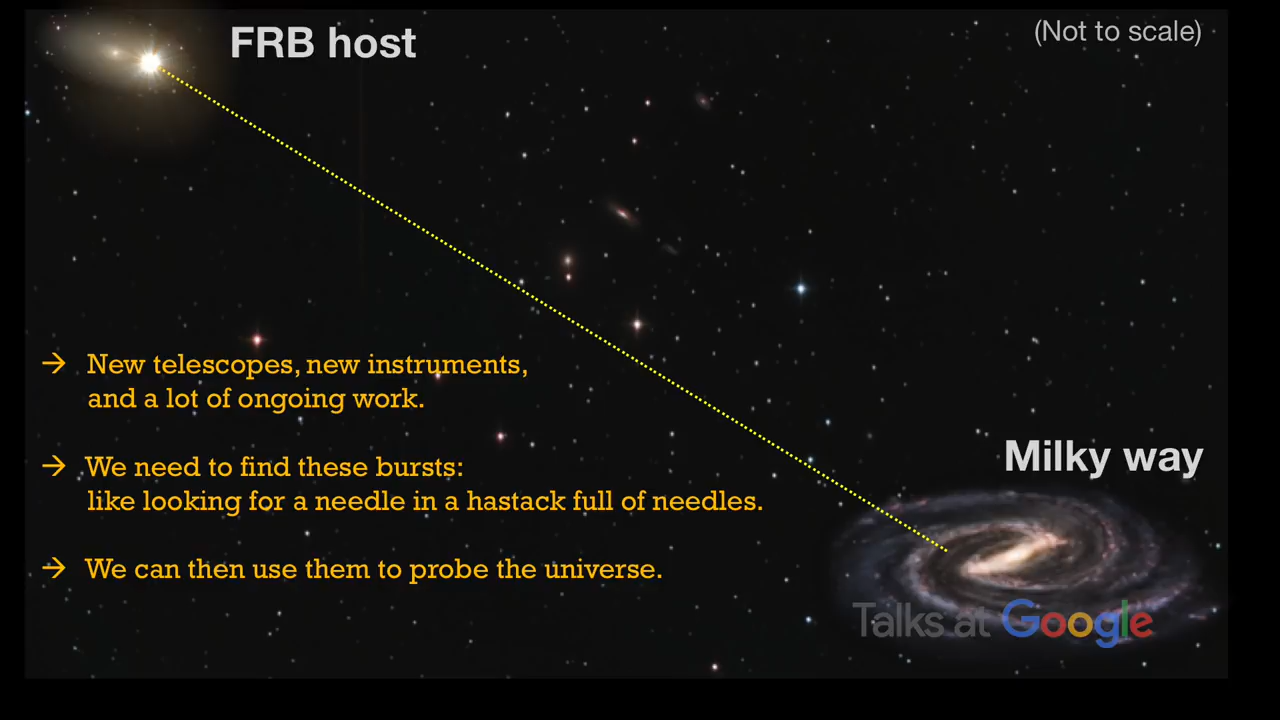 FRB host
(Not to scale)
→ New telescopes, new instruments,
and a lot of ongoing work.
→ We need to find these bursts:
like looking for a needle in a hastack full of needles.
→ We can then use them to probe the universe.
Milky way
Talks at Google